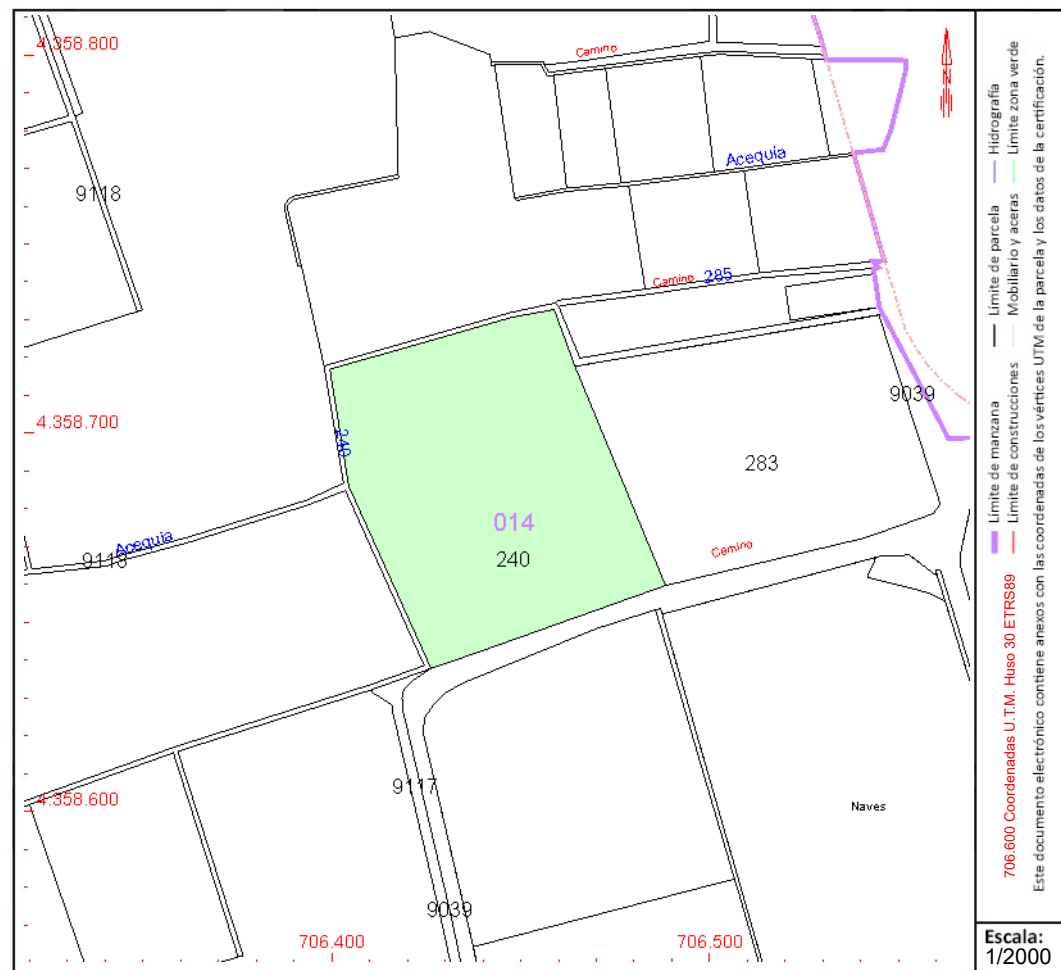 4.358.800
Camino
N
9118
Acequia
Camino
285
9039
4.358.700
240
283
014
Acequia
9113
240
Camino
4.358.600
9117
Naves
9039
706.400
706.500
Límite de manzana
Límite de parcela
Hidrografía
Límite de construcciones
Mobiliario y aceras
Límite zona verde
706.600 Coordenadas U.T.M. Huso 30 ETRS89
Este documento electrónico contiene anexos con las coordenadas de los vértices UTM de la parcela y los datos de la certificación.
Escala:
1/2000